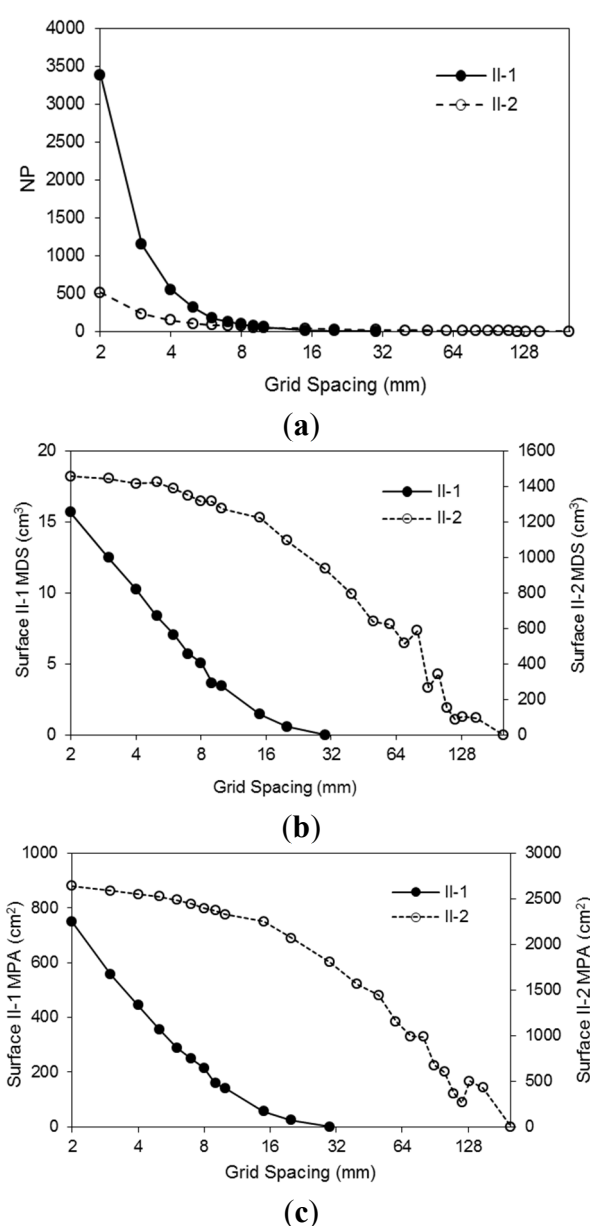 4000
3500
3000
2500
2000
1500
1000
500
0
NP
II-1
II-2
2 4 8 16 32 64 128
Grid Spacing (mm)
(a)
20
15
10
5
0
Surface II-1 MDS (cm³)
II-1
II-2
1600
1400
1200
1000
800
600
400
200
0
Surface II-2 MDS (cm³)
2 4 8 16 32 64 128
Grid Spacing (mm)
(b)
1000
800
600
400
200
0
Surface II-1 MPA (cm²)
II-1
II-2
3000
2500
2000
1500
1000
500
0
Surface II-2 MPA (cm²)
2 4 8 16 32 64 128
Grid Spacing (mm)
(c)